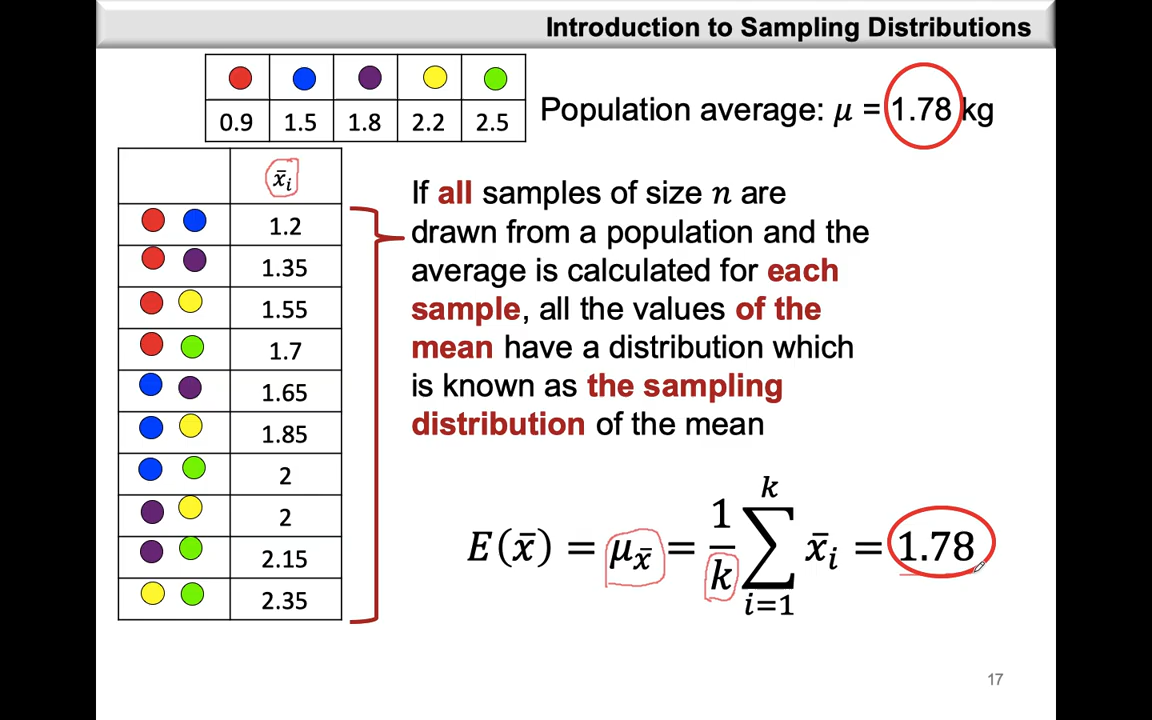 Introduction to Sampling Distributions
0.9 1.5 1.8 2.2 2.5
Population average: 𝜇 = 1.78 kg
x̄ᵢ
1.2
1.35
1.55
1.7
1.65
1.85
2
2
2.15
2.35
If all samples of size 𝑛 are
drawn from a population and the
average is calculated for each
sample, all the values of the
mean have a distribution which
is known as the sampling
distribution of the mean
E(x̄) = μ_x̄ = 1/k ∑_{i=1}^{k} x̄ᵢ = 1.78
17